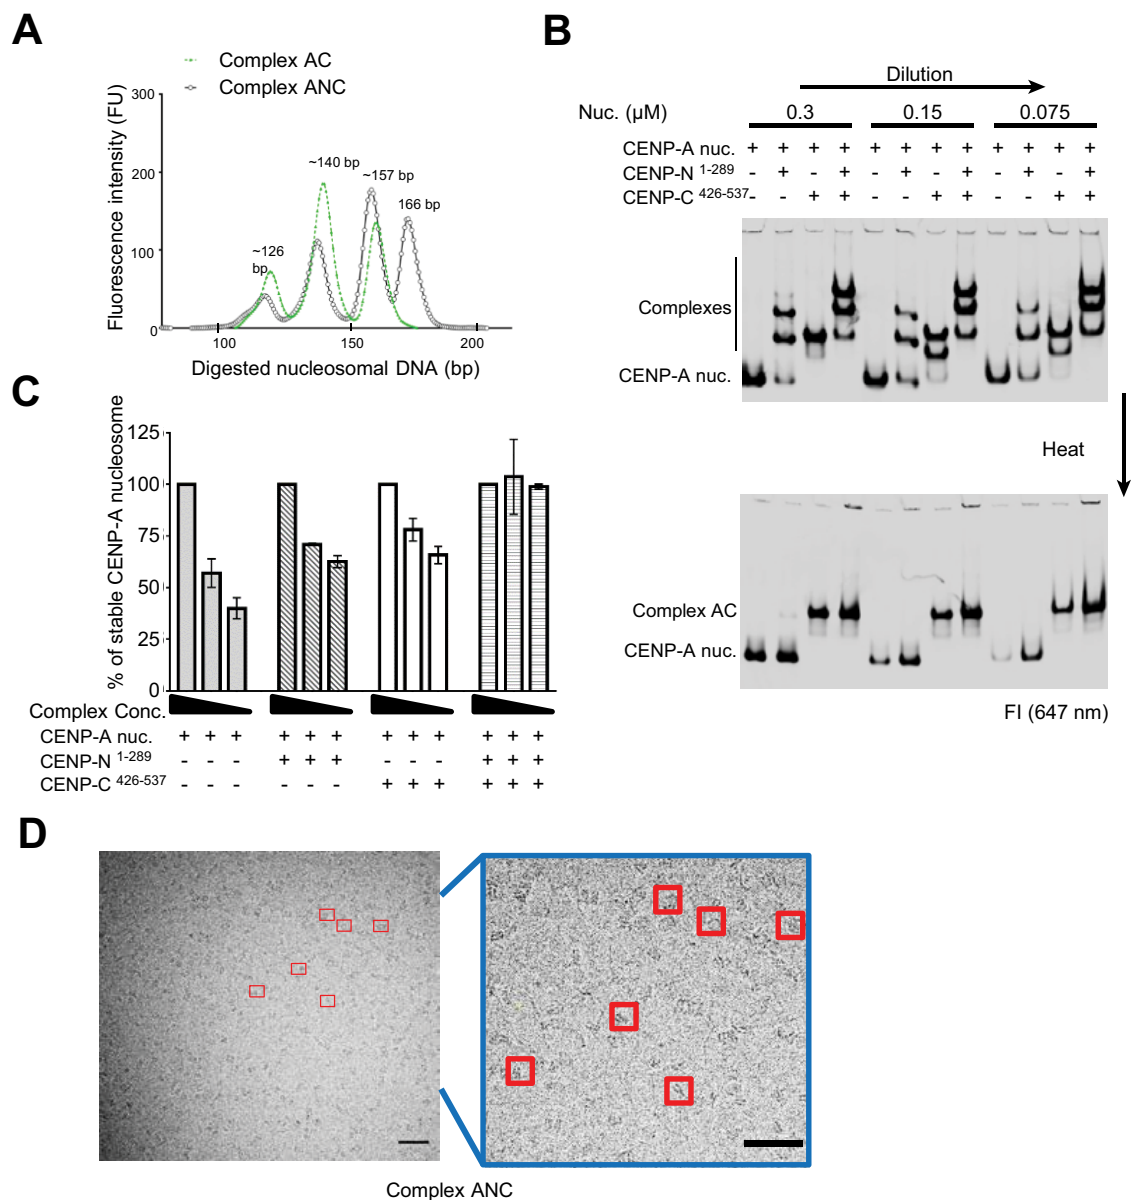 A
Complex AC
Complex ANC
Fluorescence intensity (FU)
300
200
100
0
~126
bp
~140 bp
~157 bp
166 bp
100
150
200
Digested nucleosomal DNA (bp)
B
Dilution
Nuc. (µM)
0.3
0.15
0.075
CENP-A nuc. + + + + + + + + + + + +
CENP-N 1-289 - + - + - + - + - + - +
CENP-C 426-537 - - + + - - + + - - + +
Complexes
CENP-A nuc.
Heat
Complex AC
CENP-A nuc.
FI (647 nm)
C
% of stable CENP-A nucleosome
125
100
75
50
25
0
Complex Conc.
CENP-A nuc. + + + + + + + + + + + +
CENP-N 1-289 - - - + + + - - - + + +
CENP-C 426-537 - - - - - - + + + + + +
D
Complex ANC